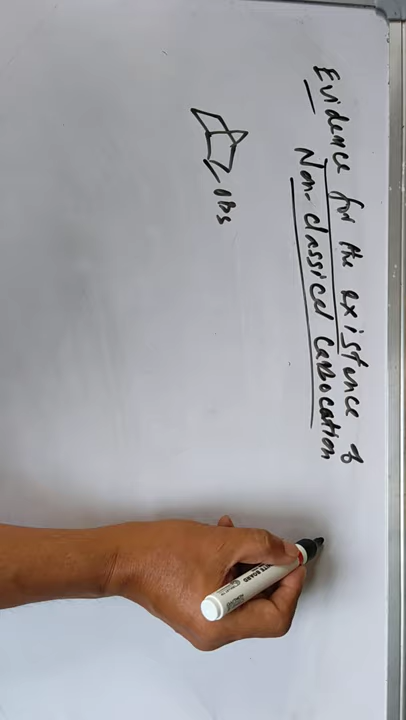 Evidence for the existence of
Non-classical Carbocation
OBS